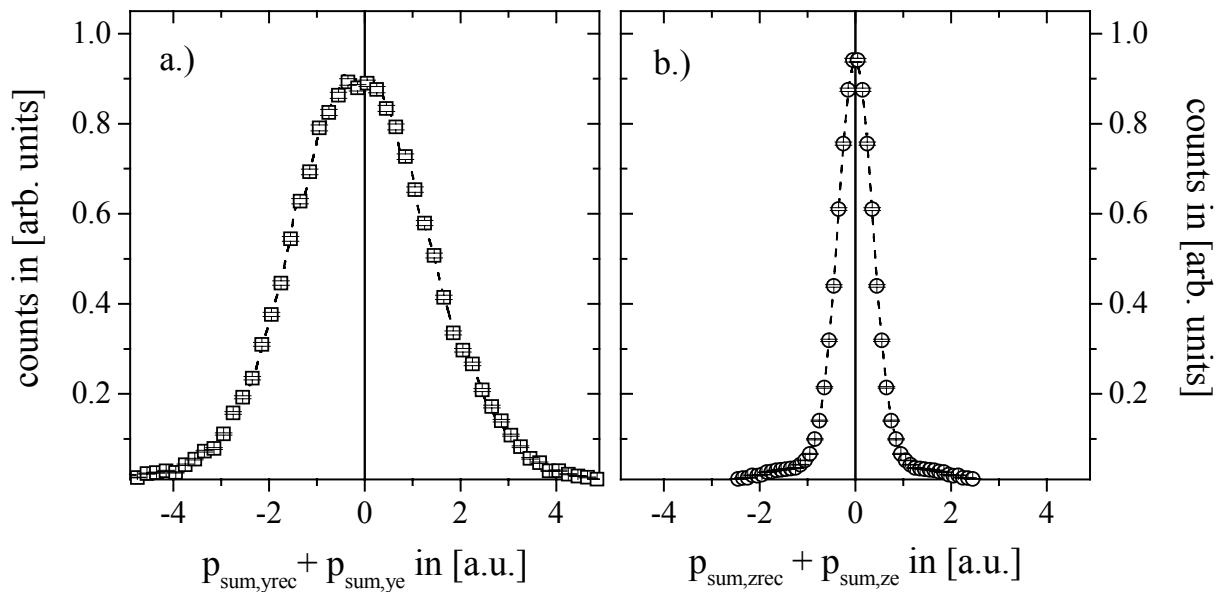 a.)
counts in [arb. units]
1.0
0.8
0.6
0.4
0.2
-4 -2 0 2 4
p_sum,yrec + p_sum,ye in [a.u.]
b.)
1.0
0.8
0.6
0.4
0.2
counts in [arb. units]
-4 -2 0 2 4
p_sum,zrec + p_sum,ze in [a.u.]